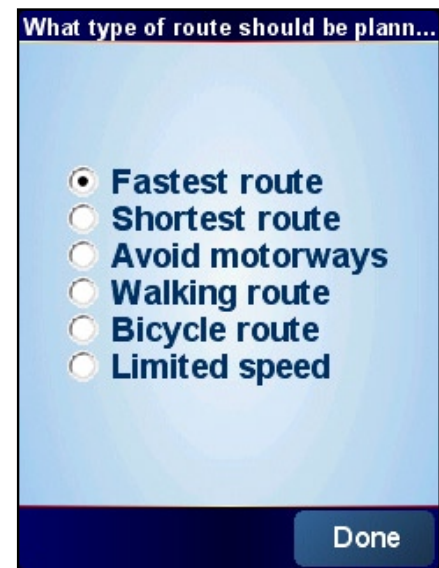 What type of route should be plann...
Fastest route
Shortest route
Avoid motorways
Walking route
Bicycle route
Limited speed
Done